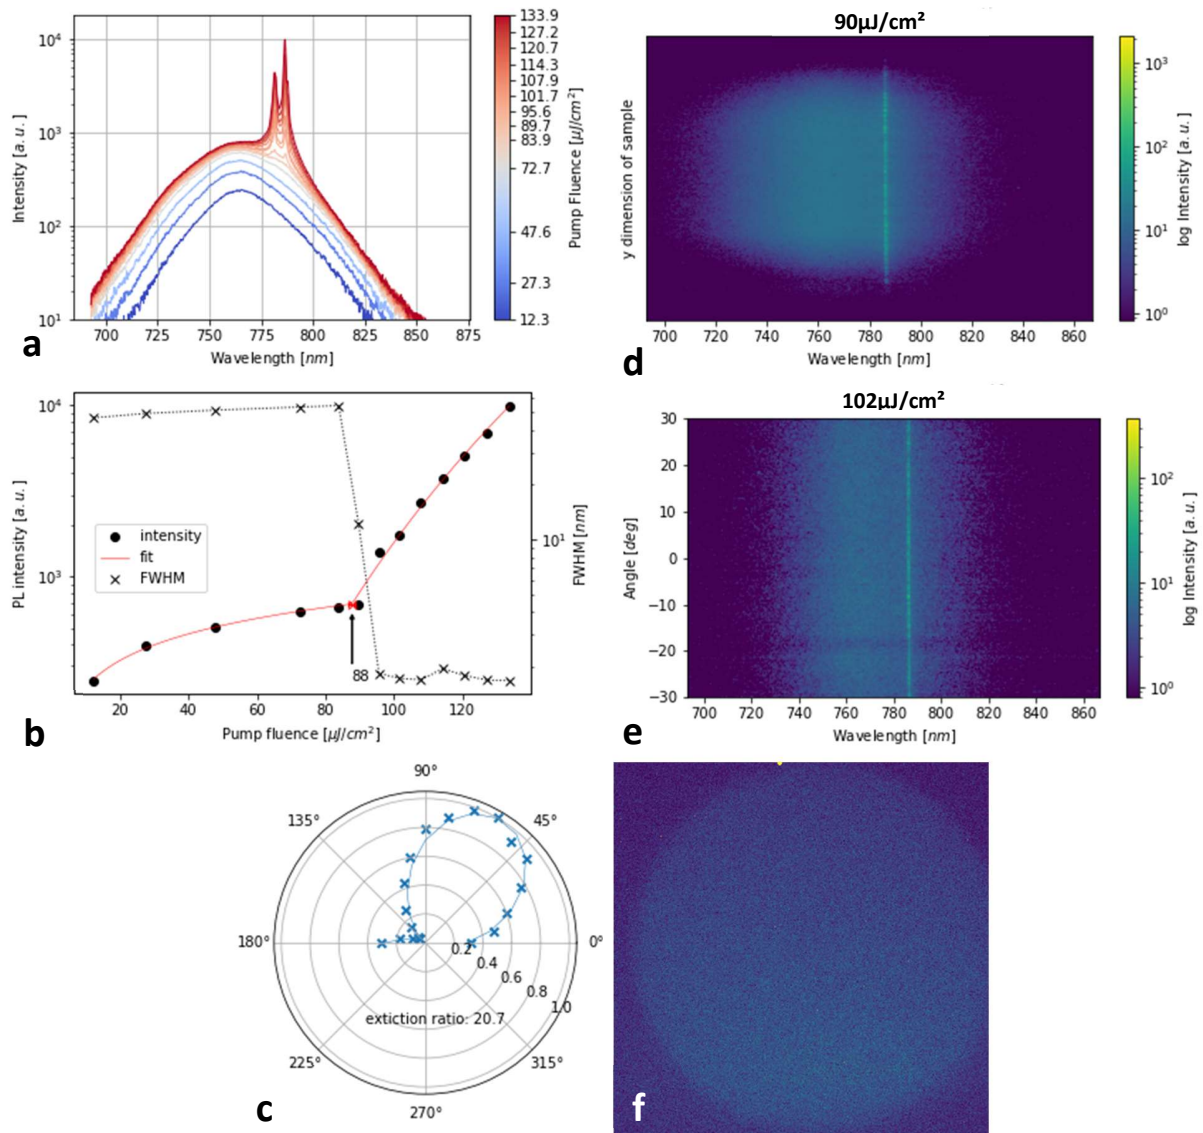 10⁴
10³
10²
10¹
Intensity [a. u.]
700 725 750 775 800 825 850 875
Wavelength [nm]
133.9
127.2
120.7
114.3
107.9
101.7
95.6
89.7
83.9
72.7
47.6
27.3
12.3
Pump Fluence [μJ/cm²]
a
90μJ/cm²
y dimension of sample
700 720 740 760 780 800 820 840 860
Wavelength [nm]
10³
10²
10¹
10⁰
log Intensity [a. u.]
d
10⁴
10³
PL intensity [a. u.]
intensity
fit
FWHM
88
10¹
FWHM [nm]
20 40 60 80 100 120
Pump fluence [μJ/cm²]
b
102μJ/cm²
30
20
10
0
−10
−20
−30
Angle [deg]
700 720 740 760 780 800 820 840 860
Wavelength [nm]
10²
10¹
10⁰
log Intensity [a. u.]
e
90°
135° 45°
180° 0°
0.2
0.4
0.6
0.8
1.0
extiction ratio: 20.7
225° 315°
270°
c
f